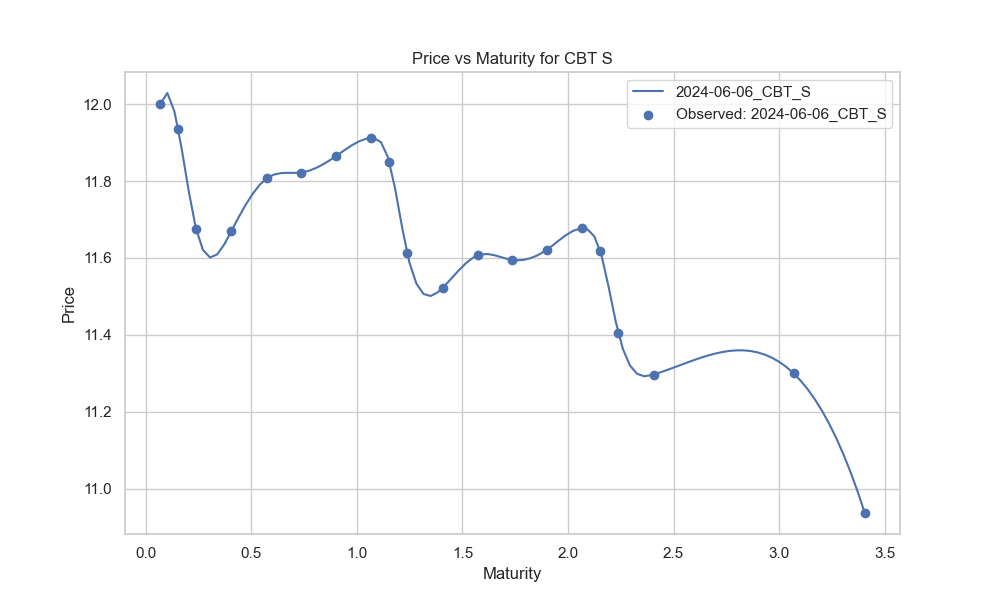 Price vs Maturity for CBT S
2024-06-06_CBT_S
Observed: 2024-06-06_CBT_S
12.0
11.8
11.6
11.4
11.2
11.0
Price
0.0 0.5 1.0 1.5 2.0 2.5 3.0 3.5
Maturity